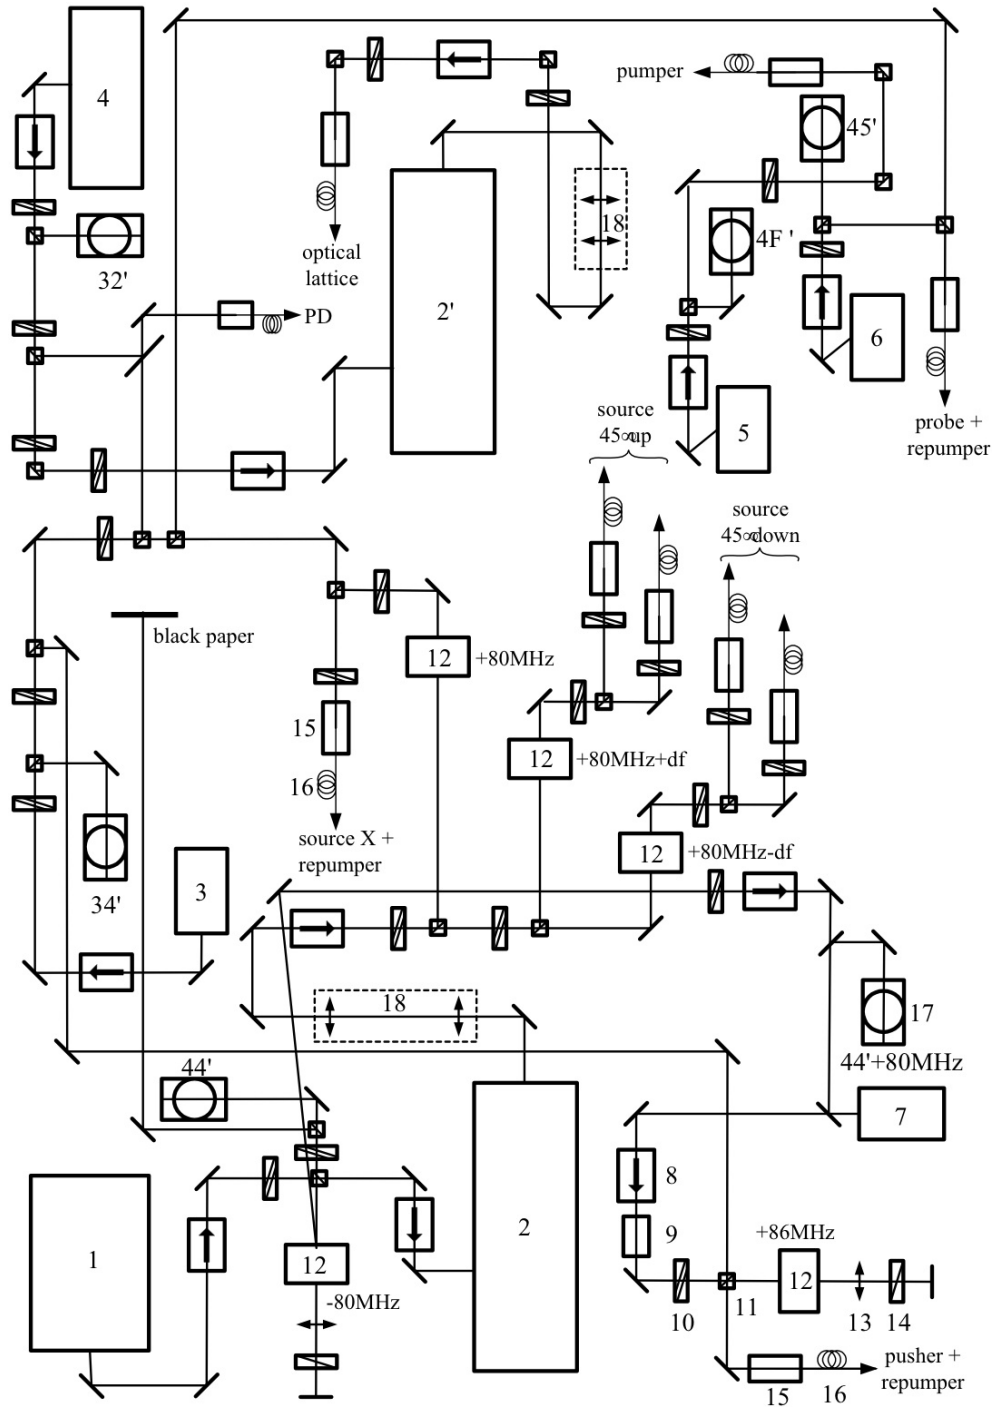 4
pumper
45'
18
4F '
32'
optical
lattice
PD
2'
6
5
source
45∞up
probe +
repumper
source
45∞down
black paper
12
+80MHz
15
12
+80MHz+df
16
source X +
repumper
12
+80MHz-df
3
34'
18
17
44'+80MHz
44'
7
8
9
1
2
12
-80MHz
+86MHz
12
10
11
13
14
pusher +
repumper
15
16